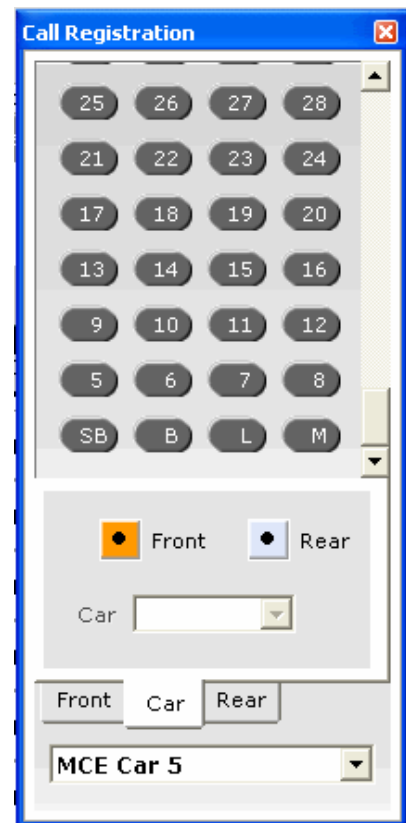 Call Registration
25 26 27 28
21 22 23 24
17 18 19 20
13 14 15 16
9 10 11 12
5 6 7 8
SB B L M
Front Rear
Car
Front Car Rear
MCE Car 5